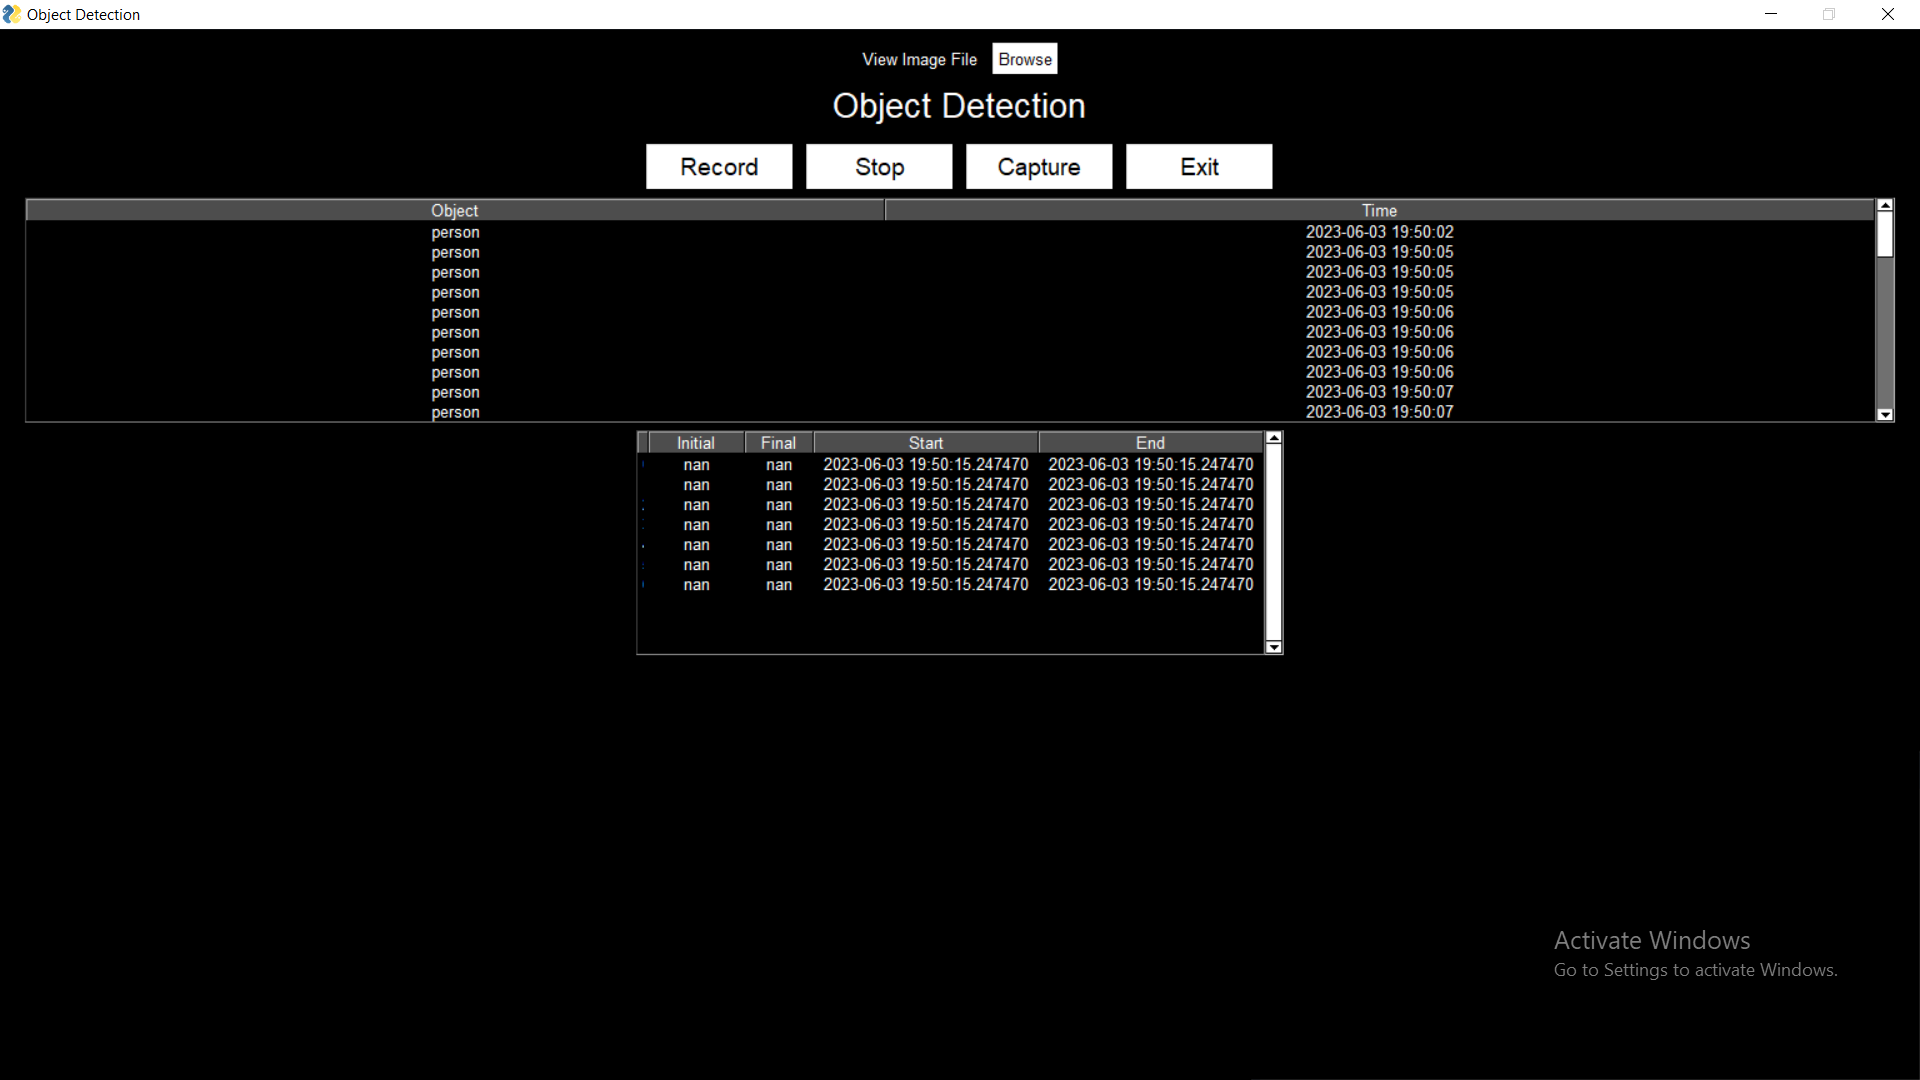 Object Detection
View Image File Browse
Object Detection
Record Stop Capture Exit
Object Time
person 2023-06-03 19:50:02
person 2023-06-03 19:50:05
person 2023-06-03 19:50:05
person 2023-06-03 19:50:05
person 2023-06-03 19:50:06
person 2023-06-03 19:50:06
person 2023-06-03 19:50:06
person 2023-06-03 19:50:06
person 2023-06-03 19:50:07
person 2023-06-03 19:50:07
Initial Final Start End
nan nan 2023-06-03 19:50:15.247470 2023-06-03 19:50:15.247470
nan nan 2023-06-03 19:50:15.247470 2023-06-03 19:50:15.247470
nan nan 2023-06-03 19:50:15.247470 2023-06-03 19:50:15.247470
nan nan 2023-06-03 19:50:15.247470 2023-06-03 19:50:15.247470
nan nan 2023-06-03 19:50:15.247470 2023-06-03 19:50:15.247470
nan nan 2023-06-03 19:50:15.247470 2023-06-03 19:50:15.247470
nan nan 2023-06-03 19:50:15.247470 2023-06-03 19:50:15.247470
Activate Windows
Go to Settings to activate Windows.